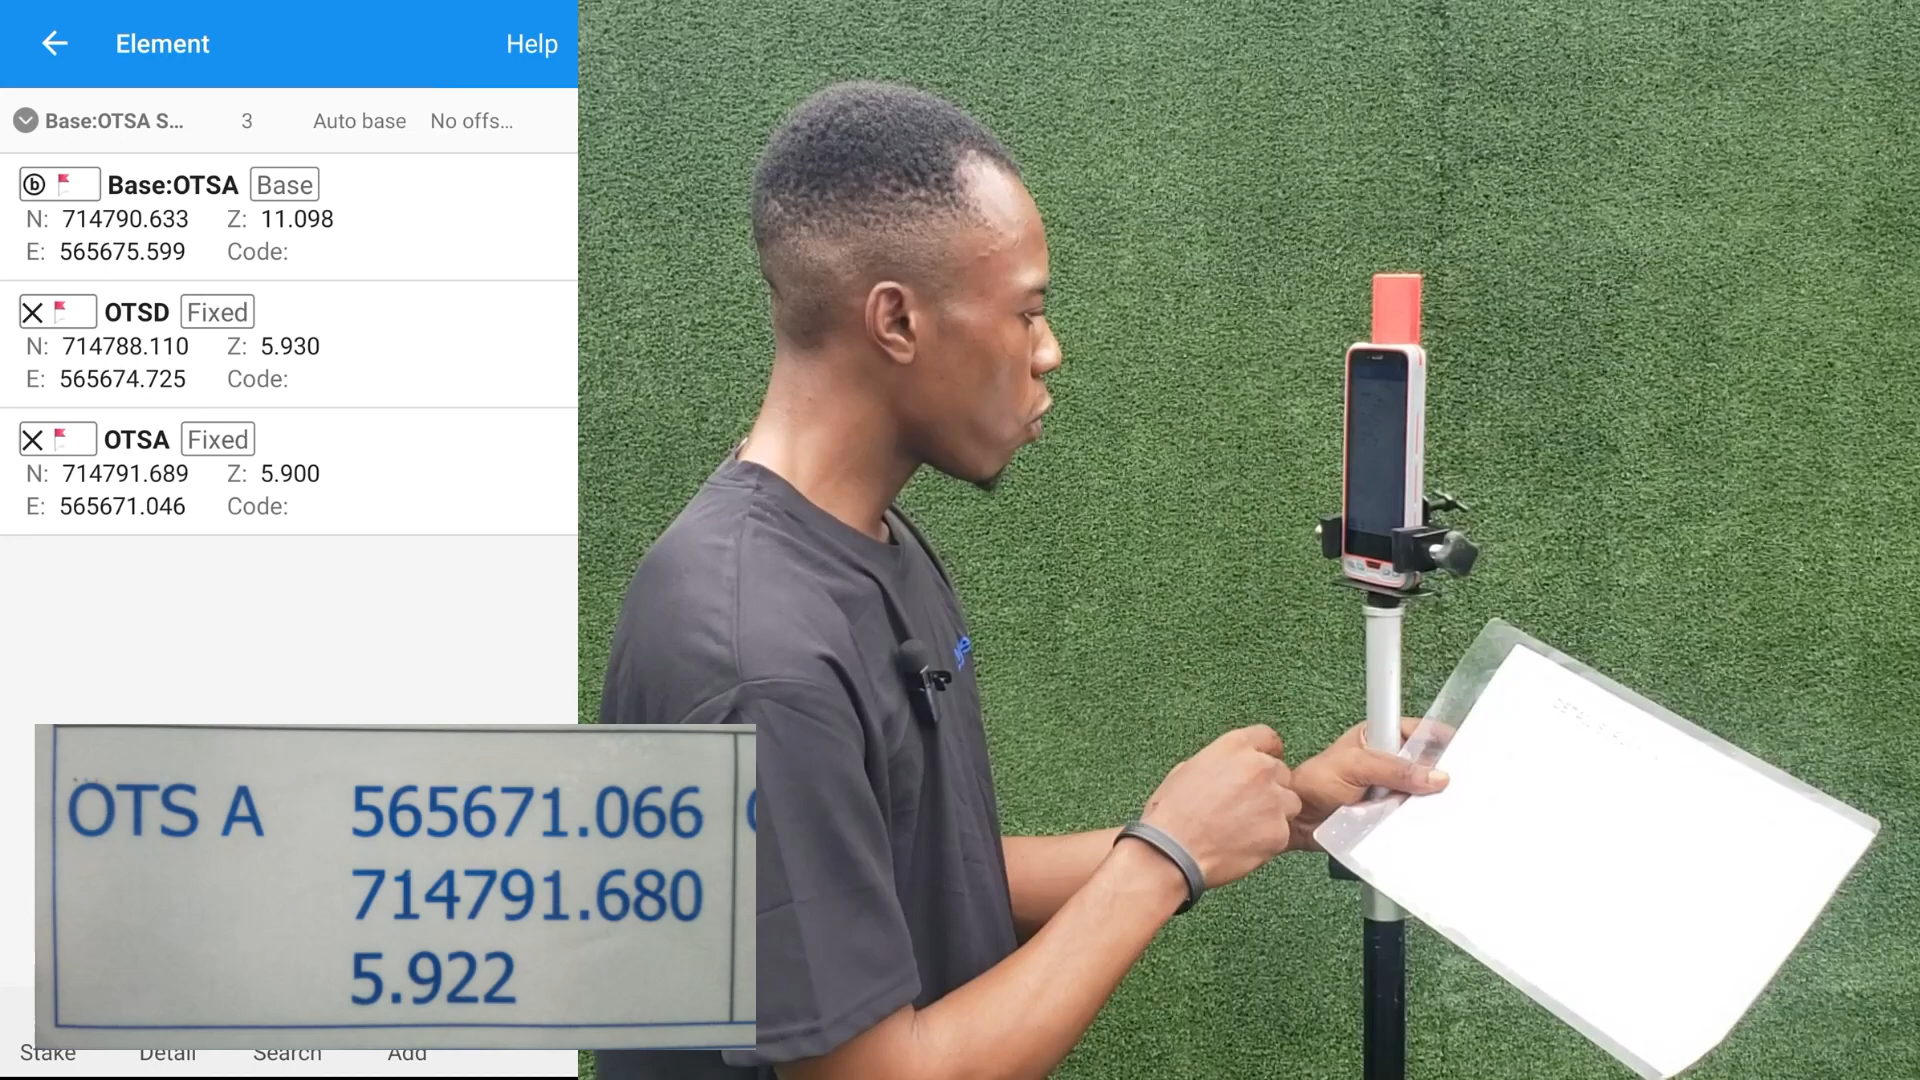 Element Help
Base:OTSA S... 3 Auto base No offs...
b Base:OTSA Base
N: 714790.633 Z: 11.098
E: 565675.599 Code:
OTSD Fixed
N: 714788.110 Z: 5.930
E: 565674.725 Code:
OTSA Fixed
N: 714791.689 Z: 5.900
E: 565671.046 Code:
OTS A 565671.066
714791.680
5.922
Stake Detail Search Add